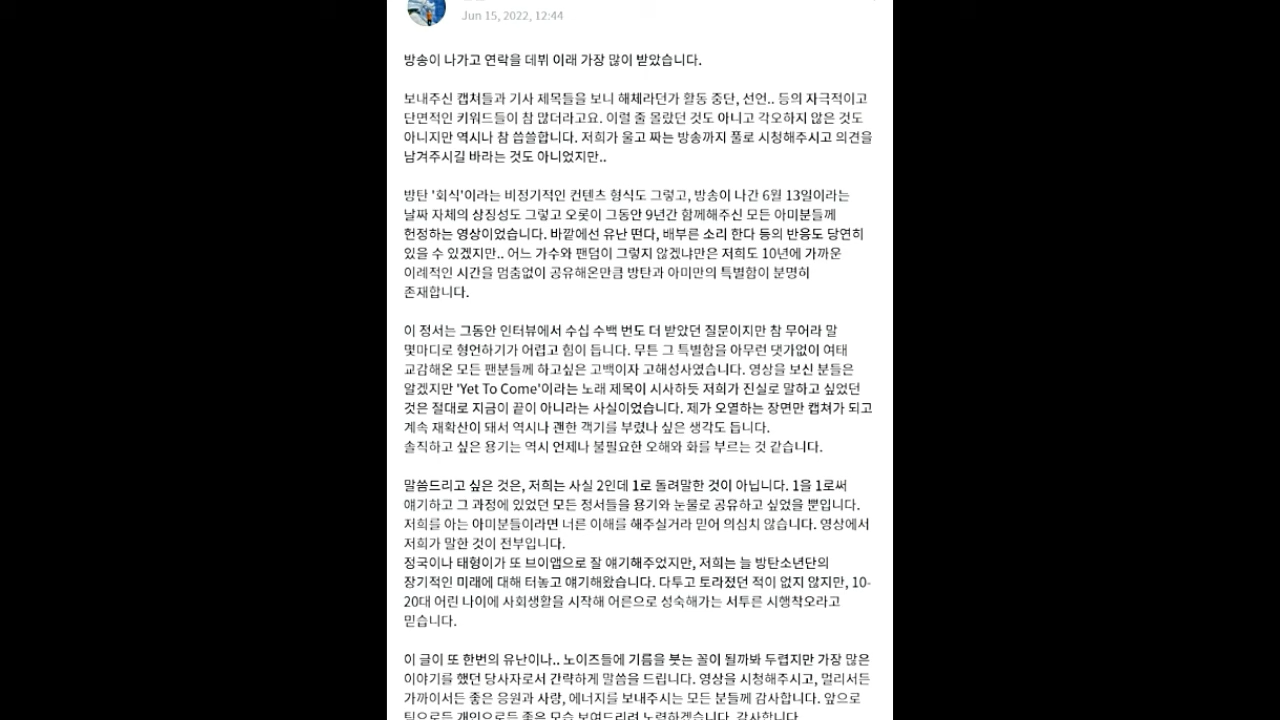 Jun 15, 2022, 12:44
방송이 나가고 연락을 데뷔 이래 가장 많이 받았습니다.
보내주신 캡쳐들과 기사 제목들을 보니 해체라던가 활동 중단, 선언.. 등의 자극적이고
단면적인 키워드들이 참 많더라고요. 이럴 줄 몰랐던 것도 아니고 각오하지 않은 것도
아니지만 역시나 참 씁쓸합니다. 저희가 울고 짜는 방송까지 풀로 시청해주시고 의견을
남겨주시길 바라는 것도 아니었지만..
방탄 '회식'이라는 비정기적인 컨텐츠 형식도 그렇고, 방송이 나간 6월 13일이라는
날짜 자체의 상징성도 그렇고 오롯이 그동안 9년간 함께해주신 모든 아미분들께
헌정하는 영상이었습니다. 바깥에선 유난 떤다, 배부른 소리 한다 등의 반응도 당연히
있을 수 있겠지만.. 어느 가수와 팬덤이 그렇지 않겠냐만은 저희도 10년에 가까운
이례적인 시간을 멈춤없이 공유해온만큼 방탄과 아미만의 특별함이 분명히
존재합니다.
이 정서는 그동안 인터뷰에서 수십 수백 번도 더 받았던 질문이지만 참 무어라 말
몇마디로 형언하기가 어렵고 힘이 듭니다. 무튼 그 특별함을 아무런 댓가없이 여태
교감해온 모든 팬분들께 하고싶은 고백이자 고해성사였습니다. 영상을 보신 분들은
알겠지만 'Yet To Come'이라는 노래 제목이 시사하듯 저희가 진실로 말하고 싶었던
것은 절대로 지금이 끝이 아니라는 사실이었습니다. 제가 오열하는 장면만 캡쳐가 되고
계속 재확산이 돼서 역시나 괜한 객기를 부렸나 싶은 생각도 듭니다.
솔직하고 싶은 용기는 역시 언제나 불필요한 오해와 화를 부르는 것 같습니다.
말씀드리고 싶은 것은, 저희는 사실 2인데 1로 돌려말한 것이 아닙니다. 1을 1로써
얘기하고 그 과정에 있었던 모든 정서들을 용기와 눈물로 공유하고 싶었을 뿐입니다.
저희를 아는 아미분들이라면 너른 이해를 해주실거라 믿어 의심치 않습니다. 영상에서
저희가 말한 것이 전부입니다.
정국이나 태형이가 또 브이앱으로 잘 얘기해주었지만, 저희는 늘 방탄소년단의
장기적인 미래에 대해 터놓고 얘기해왔습니다. 다투고 토라졌던 적이 없지 않지만, 10-
20대 어린 나이에 사회생활을 시작해 어른으로 성숙해가는 서투른 시행착오라고
믿습니다.
이 글이 또 한번의 유난이나.. 노이즈들에 기름을 붓는 꼴이 될까봐 두렵지만 가장 많은
이야기를 했던 당사자로서 간략하게 말씀을 드립니다. 영상을 시청해주시고, 멀리서든
가까이서든 좋은 응원과 사랑, 에너지를 보내주시는 모든 분들께 감사합니다. 앞으로
팀으로든 개인으로든 좋은 모습 보여드리려 노력하겠습니다. 감사합니다.